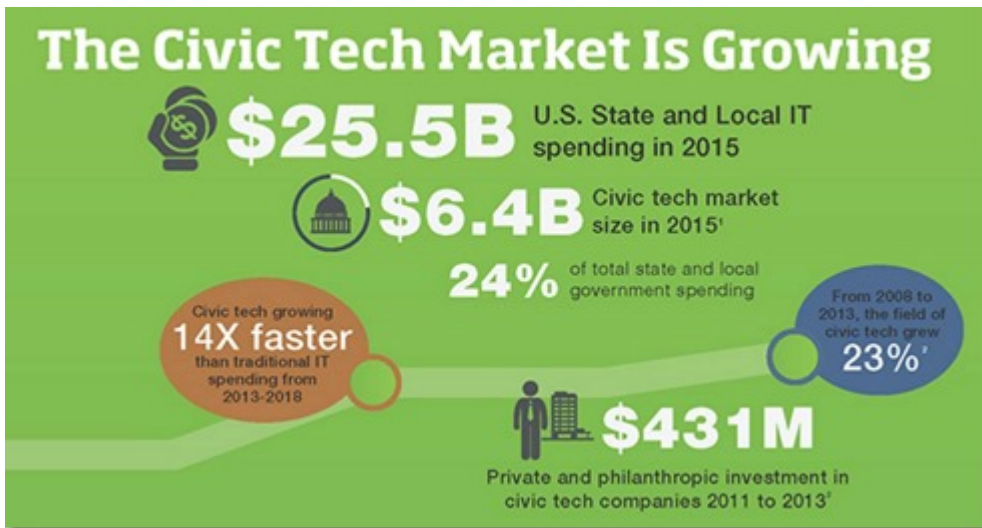 The Civic Tech Market Is Growing
$25.5B
U.S. State and Local IT
spending in 2015
$6.4B
Civic tech market
size in 2015¹
24%
of total state and local
government spending
Civic tech growing
14X faster
than traditional IT
spending from
2013-2018
From 2008 to
2013, the field of
civic tech grew
23%²
$431M
Private and philanthropic investment in
civic tech companies 2011 to 2013²